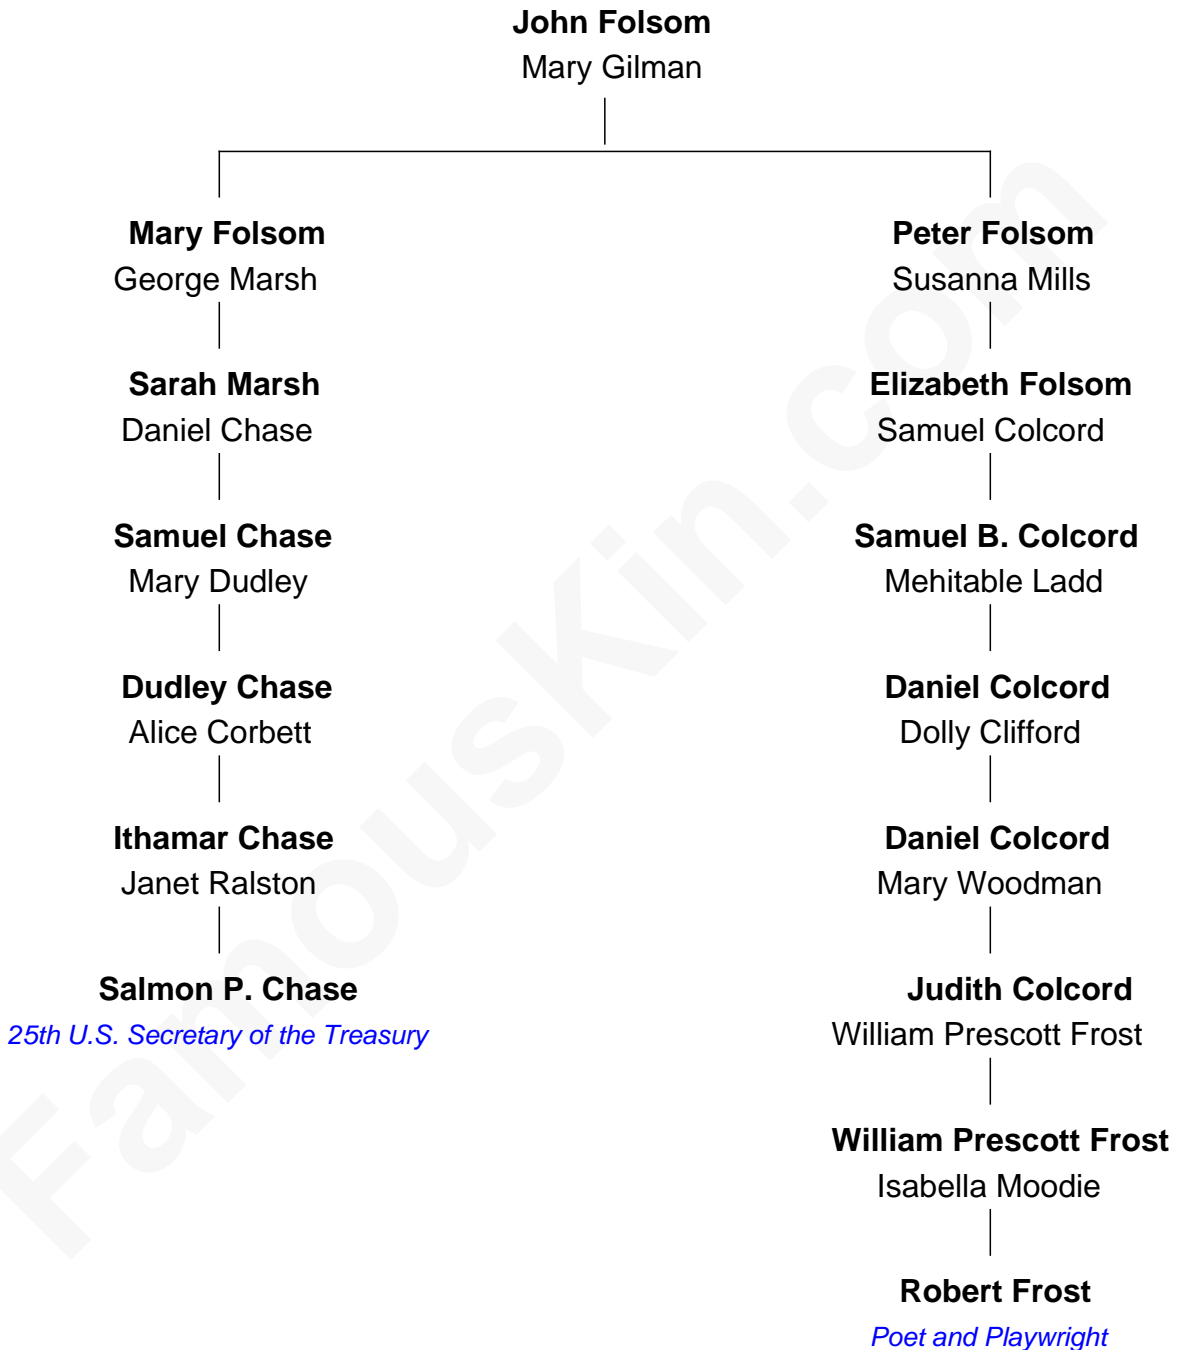 John Folsom
Mary Gilman
Mary Folsom
George Marsh
Sarah Marsh
Daniel Chase
Samuel Chase
Mary Dudley
Dudley Chase
Alice Corbett
Ithamar Chase
Janet Ralston
Salmon P. Chase
25th U.S. Secretary of the Treasury
Peter Folsom
Susanna Mills
Elizabeth Folsom
Samuel Colcord
Samuel B. Colcord
Mehitable Ladd
Daniel Colcord
Dolly Clifford
Daniel Colcord
Mary Woodman
Judith Colcord
William Prescott Frost
William Prescott Frost
Isabella Moodie
Robert Frost
Poet and Playwright
FamousKin.com